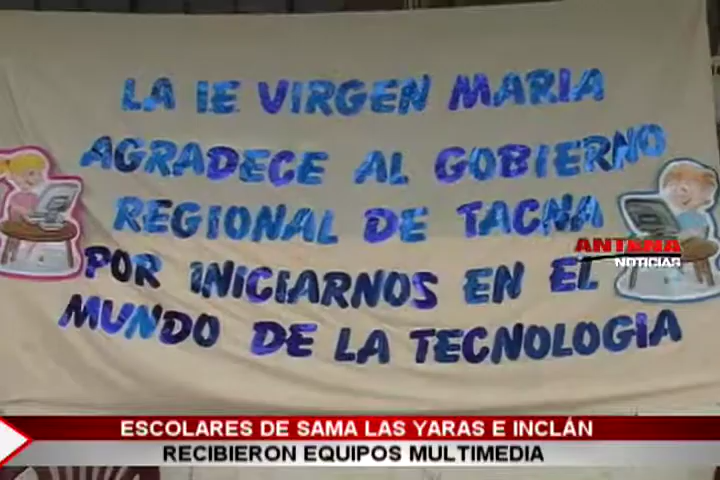 LA IE VIRGEN MARIA
AGRADECE AL GOBIERNO
REGIONAL DE TACNA
POR INICIARNOS EN EL
MUNDO DE LA TECNOLOGIA
ANTENA
NOTICIAS
ESCOLARES DE SAMA LAS YARAS E INCLÁN
RECIBIERON EQUIPOS MULTIMEDIA